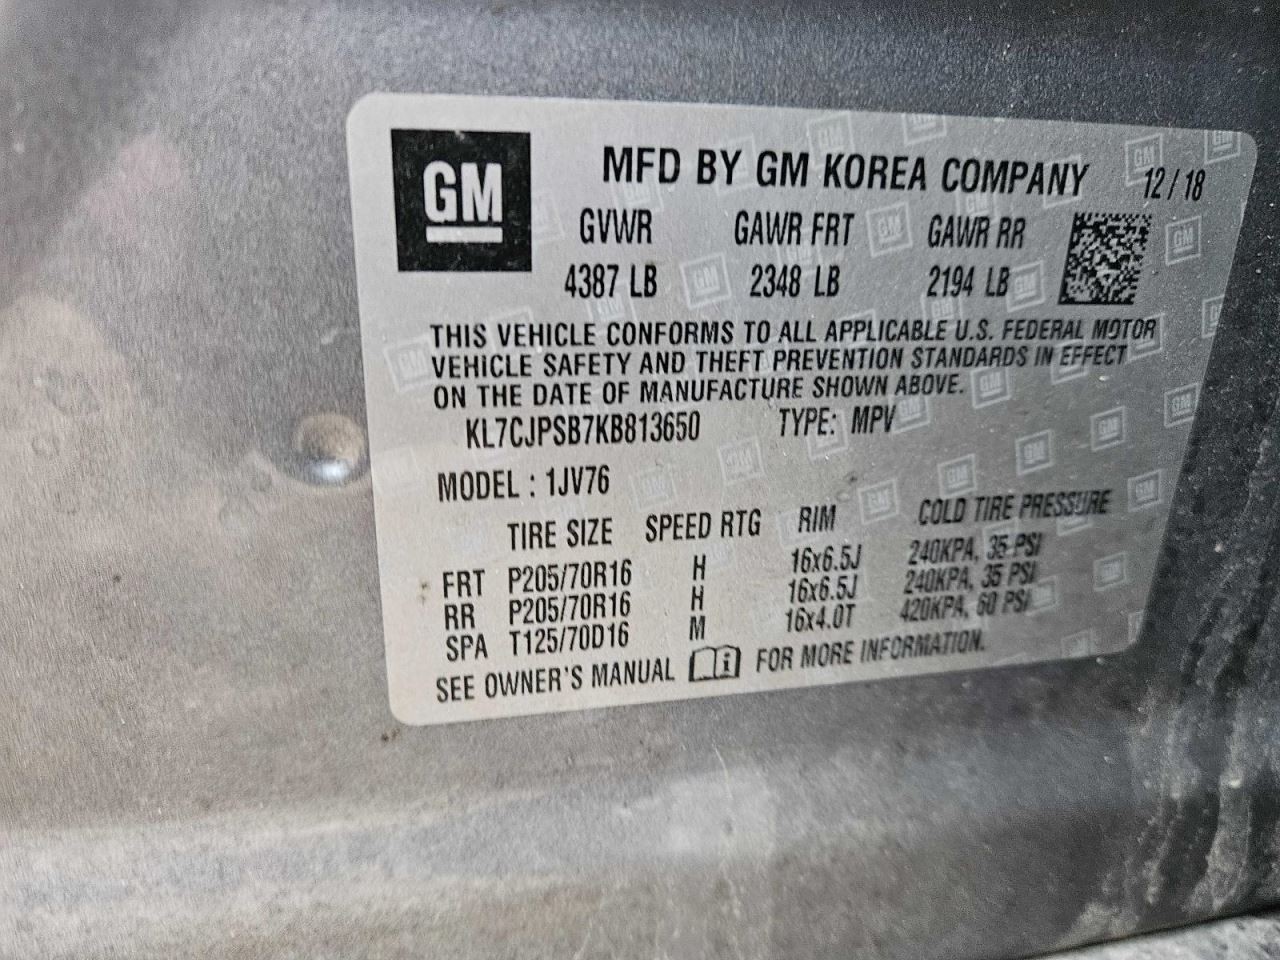 GM
MFD BY GM KOREA COMPANY 12/18
GVWR GAWR FRT GAWR RR
4387 LB 2348 LB 2194 LB
THIS VEHICLE CONFORMS TO ALL APPLICABLE U.S. FEDERAL MOTOR
VEHICLE SAFETY AND THEFT PREVENTION STANDARDS IN EFFECT
ON THE DATE OF MANUFACTURE SHOWN ABOVE.
KL7CJPSB7KB813650 TYPE: MPV
MODEL : 1JV76
TIRE SIZE SPEED RTG RIM COLD TIRE PRESSURE
FRT P205/70R16 H 16x6.5J 240KPA, 35 PSI
RR P205/70R16 H 16x6.5J 240KPA, 35 PSI
SPA T125/70D16 M 16x4.0T 420KPA, 60 PSI
SEE OWNER'S MANUAL FOR MORE INFORMATION.